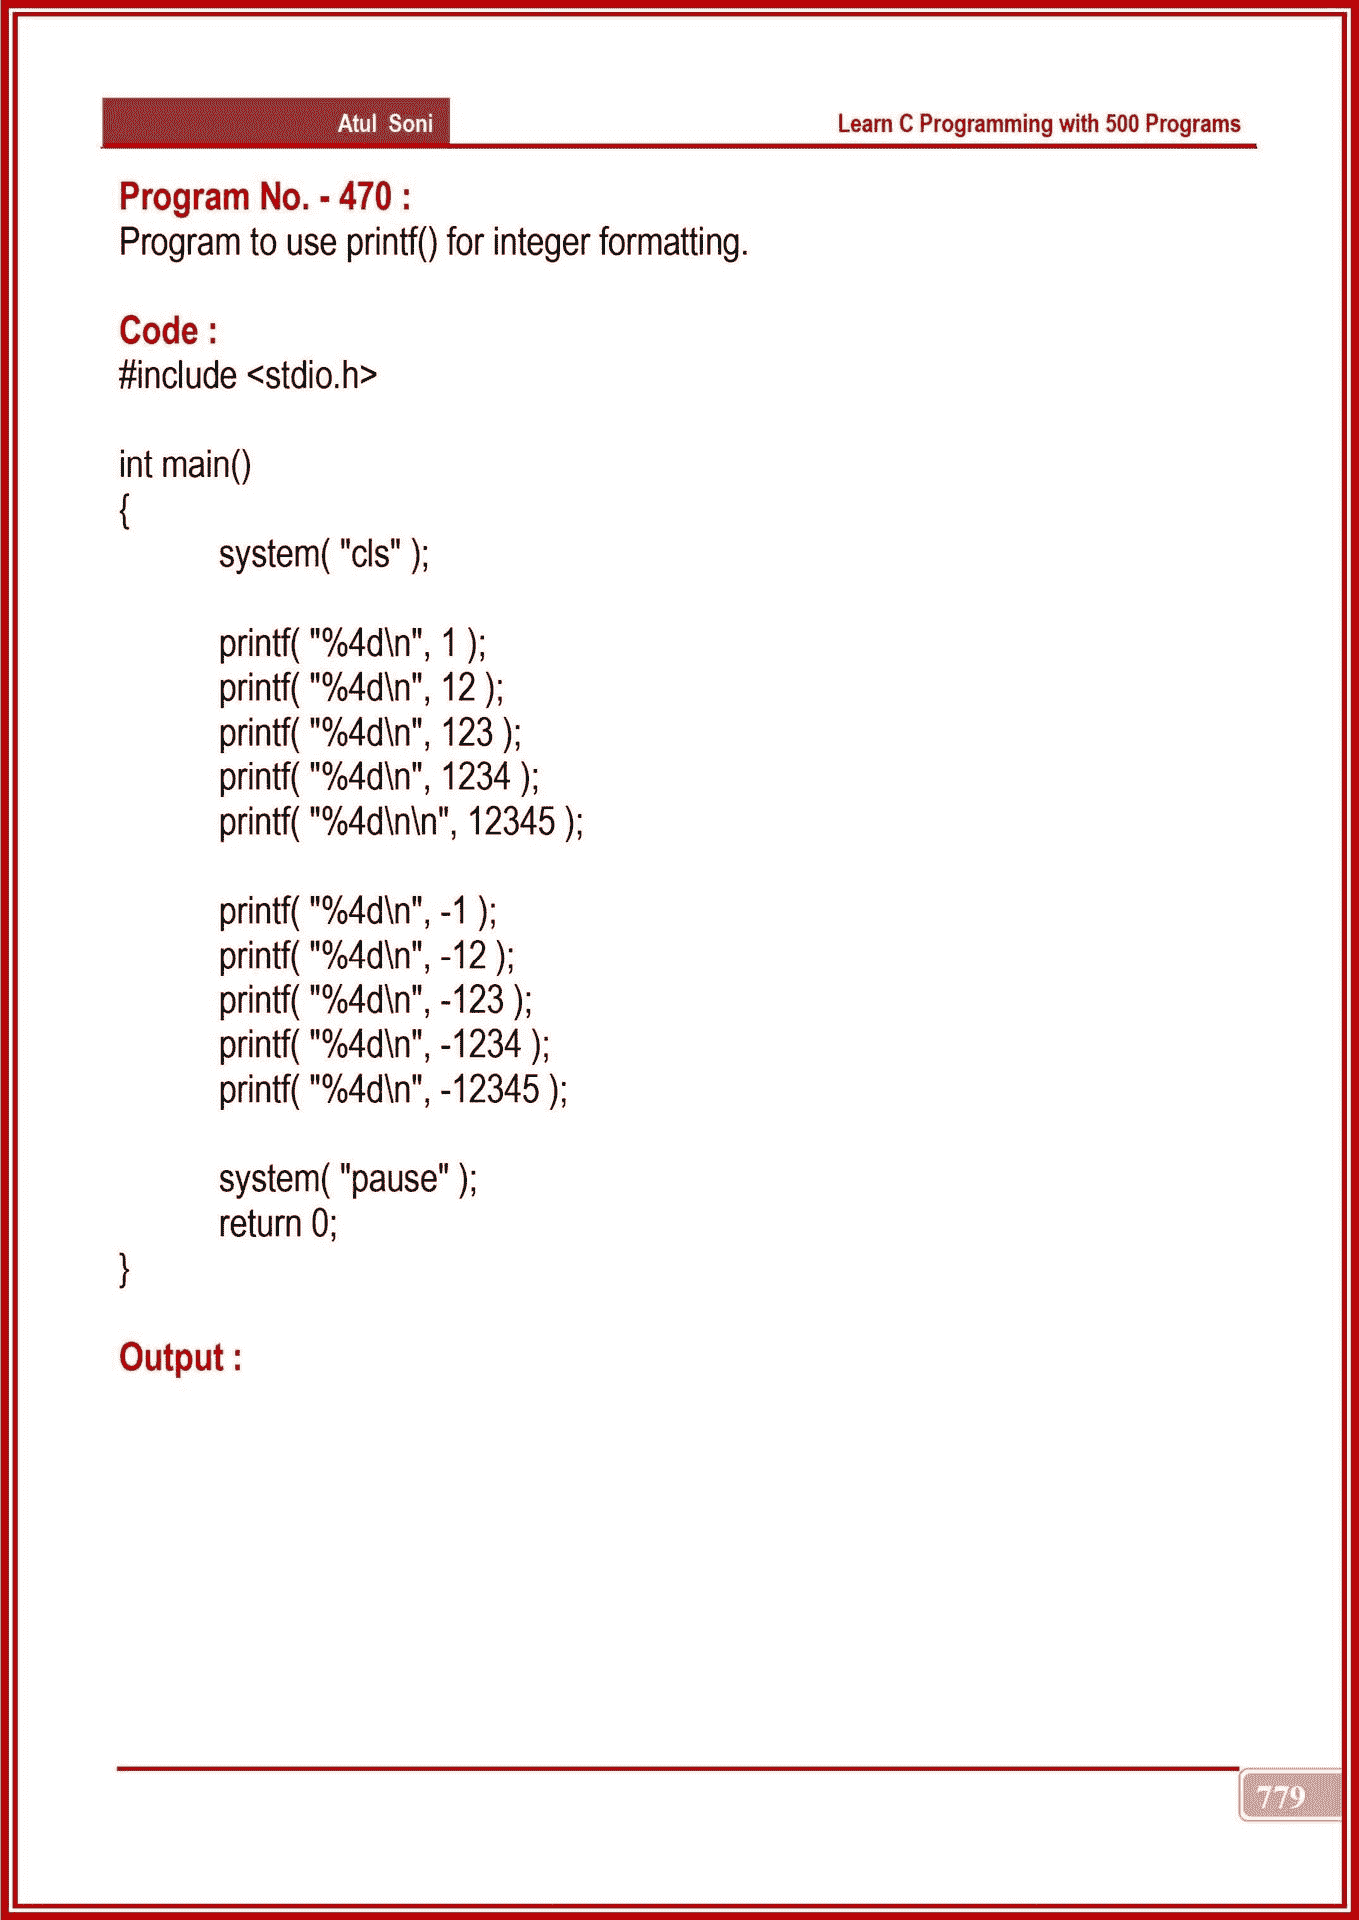 Atul Soni
Learn C Programming with 500 Programs
Program No. - 470 :
Program to use printf() for integer formatting.
Code :
#include <stdio.h>
int main()
{
system( "cls" );
printf( "%4d\n", 1 );
printf( "%4d\n", 12 );
printf( "%4d\n", 123 );
printf( "%4d\n", 1234 );
printf( "%4d\n\n", 12345 );
printf( "%4d\n", -1 );
printf( "%4d\n", -12 );
printf( "%4d\n", -123 );
printf( "%4d\n", -1234 );
printf( "%4d\n", -12345 );
system( "pause" );
return 0;
}
Output :
779